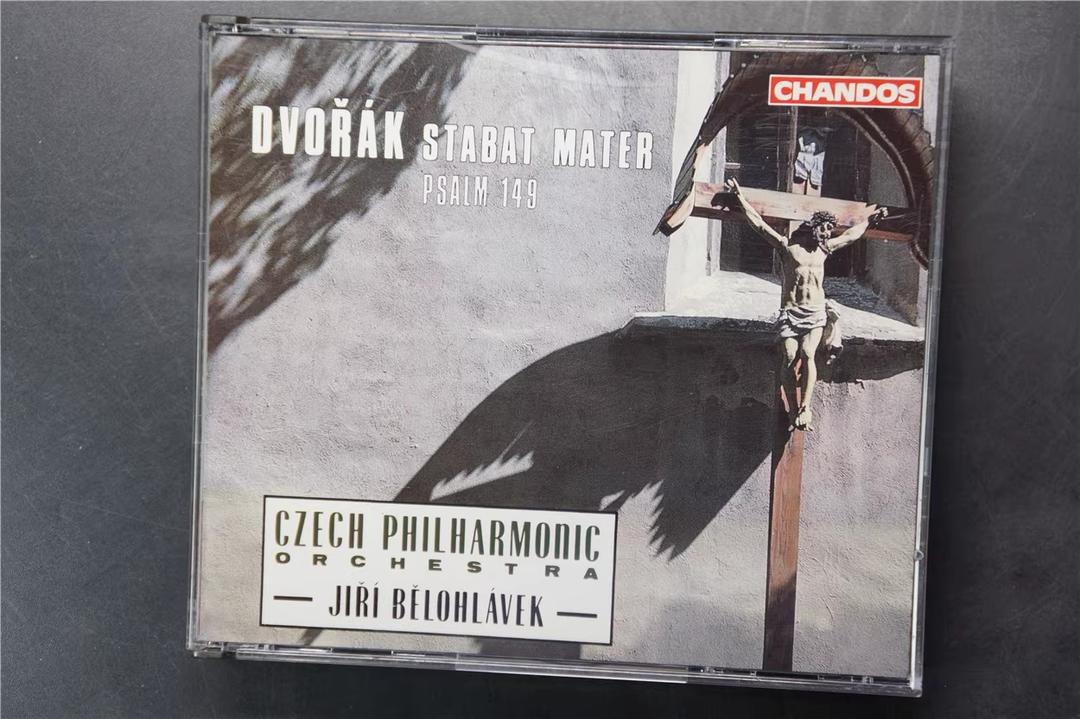 CHANDOS
DVOŘÁK STABAT MATER
PSALM 149
CZECH PHILHARMONIC
ORCHESTRA
— JIŘÍ BĚLOHLÁVEK —